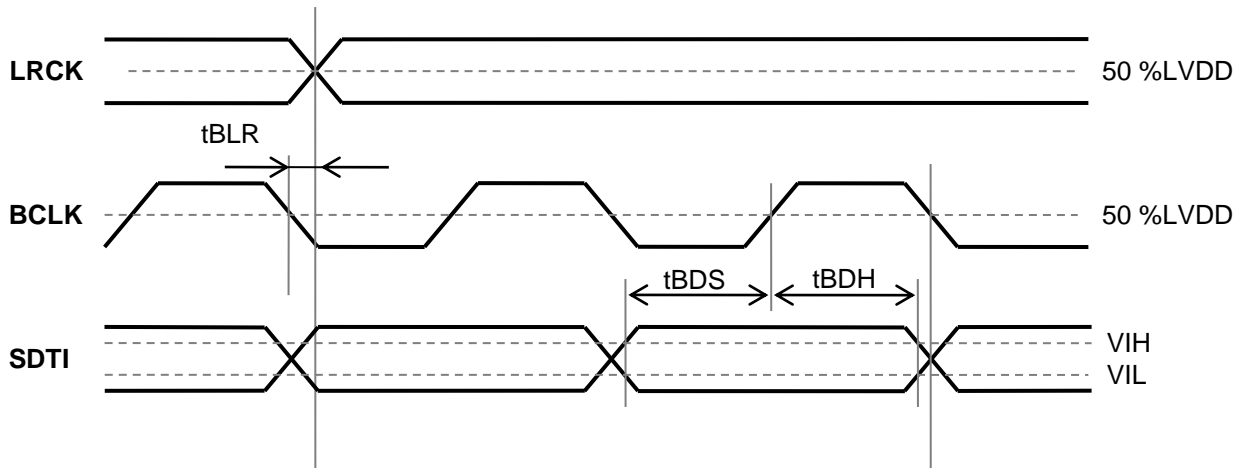 LRCK
50 %LVDD
tBLR
BCLK
50 %LVDD
tBDS
tBDH
SDTI
VIH
VIL